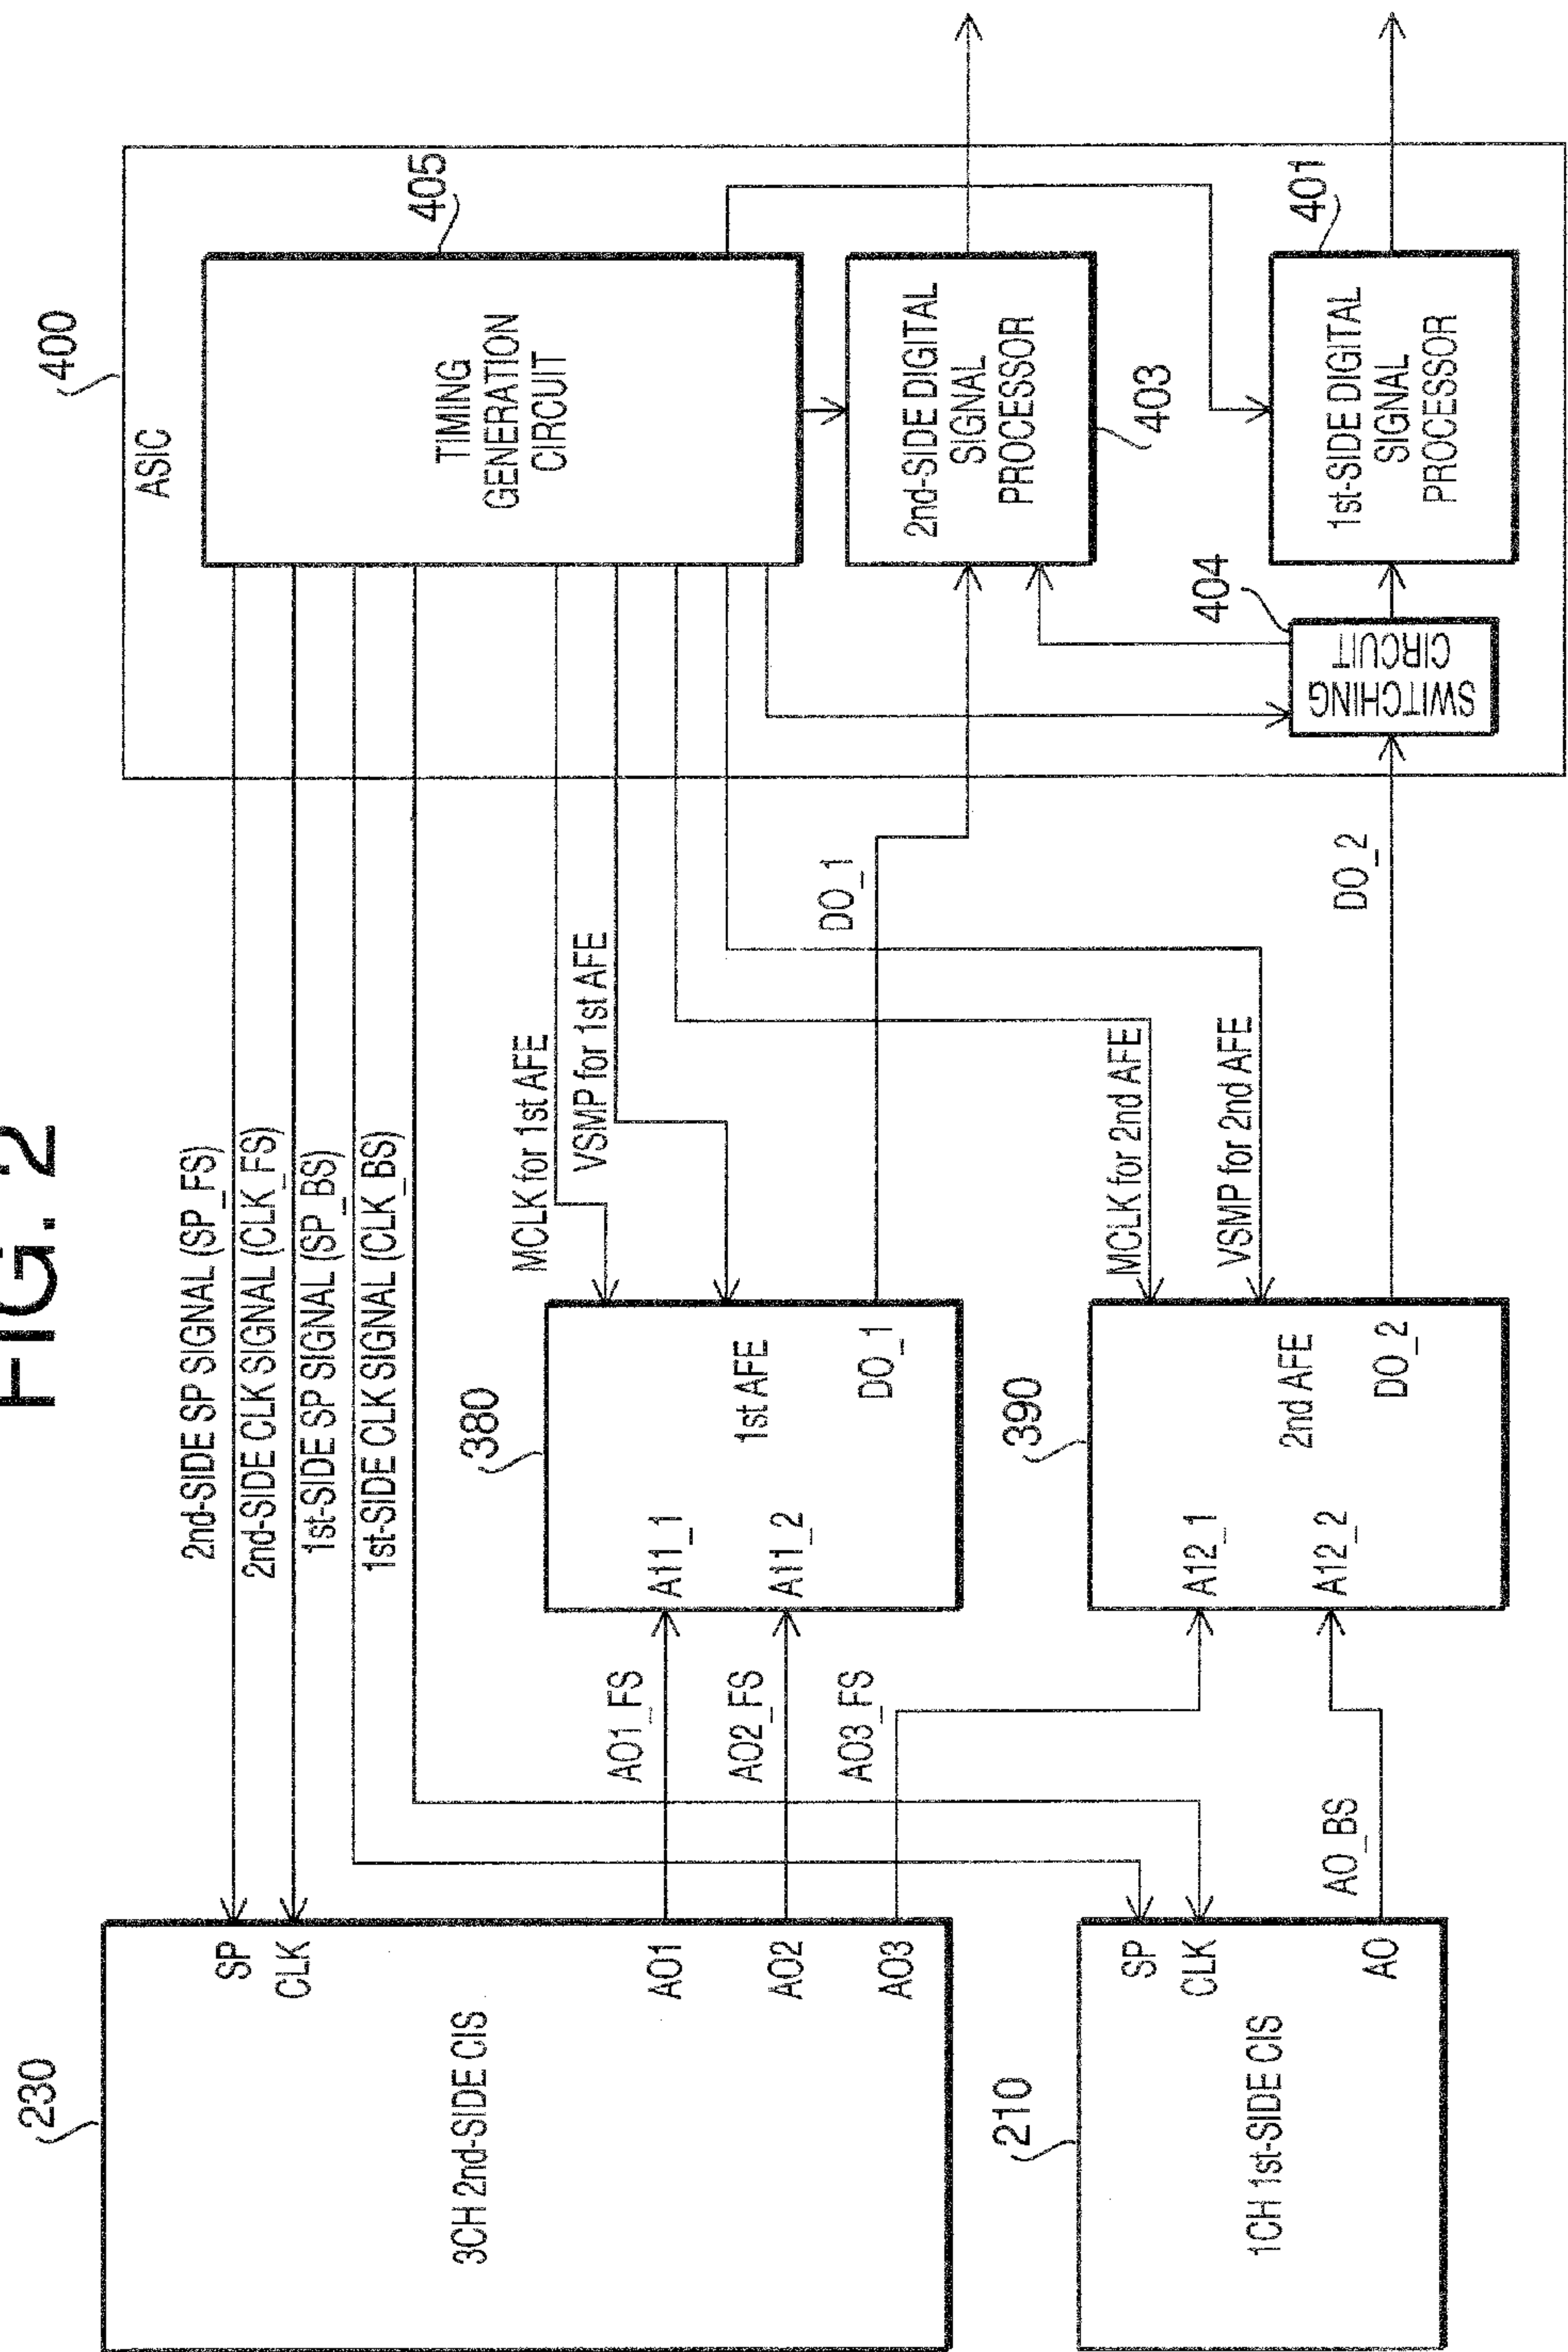 FIG. 2
400
ASIC
405
TIMING
GENERATION
CIRCUIT
2nd-SIDE DIGITAL
SIGNAL
PROCESSOR
403
401
1st-SIDE DIGITAL
SIGNAL
PROCESSOR
404
SWITCHING
CIRCUIT
2nd-SIDE SP SIGNAL (SP_FS)
2nd-SIDE CLK SIGNAL (CLK_FS)
1st-SIDE SP SIGNAL (SP_BS)
1st-SIDE CLK SIGNAL (CLK_BS)
MCLK for 1st AFE
VSMP for 1st AFE
DO_1
MCLK for 2nd AFE
VSMP for 2nd AFE
DO_2
380
A11_1
A11_2
1st AFE
DO_1
390
A12_1
A12_2
2nd AFE
DO_2
AO1_FS
AO2_FS
AO3_FS
AO_BS
230
3CH 2nd-SIDE CIS
SP
CLK
AO1
AO2
AO3
210
1CH 1st-SIDE CIS
SP
CLK
AO